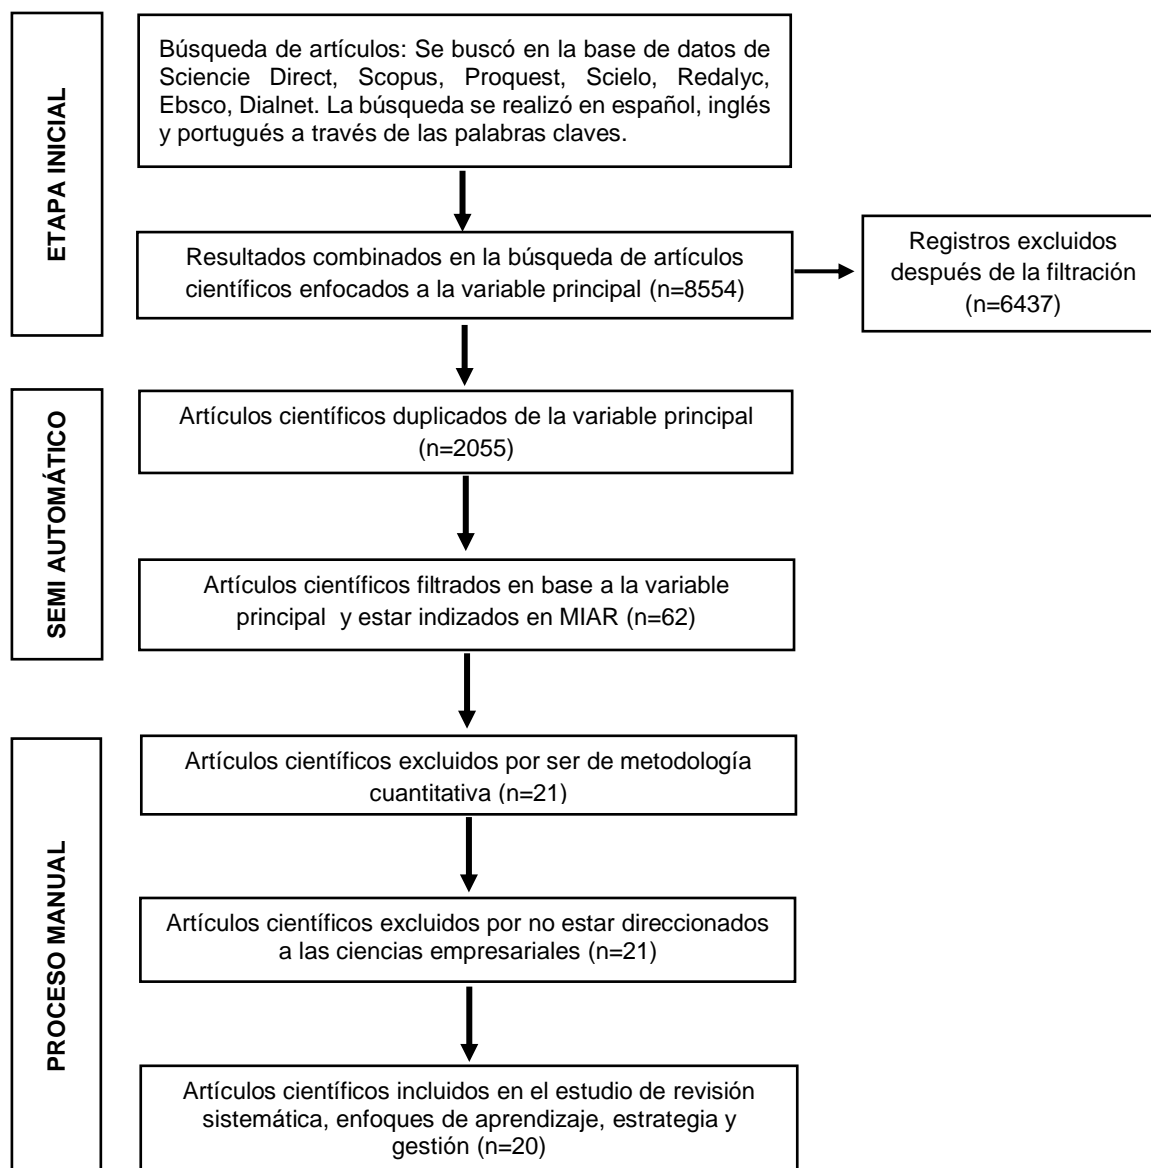 ETAPA INICIAL
Búsqueda de artículos: Se buscó en la base de datos de
Sciencie Direct, Scopus, Proquest, Scielo, Redalyc,
Ebsco, Dialnet. La búsqueda se realizó en español, inglés
y portugués a través de las palabras claves.
Resultados combinados en la búsqueda de artículos
científicos enfocados a la variable principal (n=8554)
Registros excluidos
después de la filtración
(n=6437)
SEMI AUTOMÁTICO
Artículos científicos duplicados de la variable principal
(n=2055)
Artículos científicos filtrados en base a la variable
principal y estar indizados en MIAR (n=62)
PROCESO MANUAL
Artículos científicos excluidos por ser de metodología
cuantitativa (n=21)
Artículos científicos excluidos por no estar direccionados
a las ciencias empresariales (n=21)
Artículos científicos incluidos en el estudio de revisión
sistemática, enfoques de aprendizaje, estrategia y
gestión (n=20)